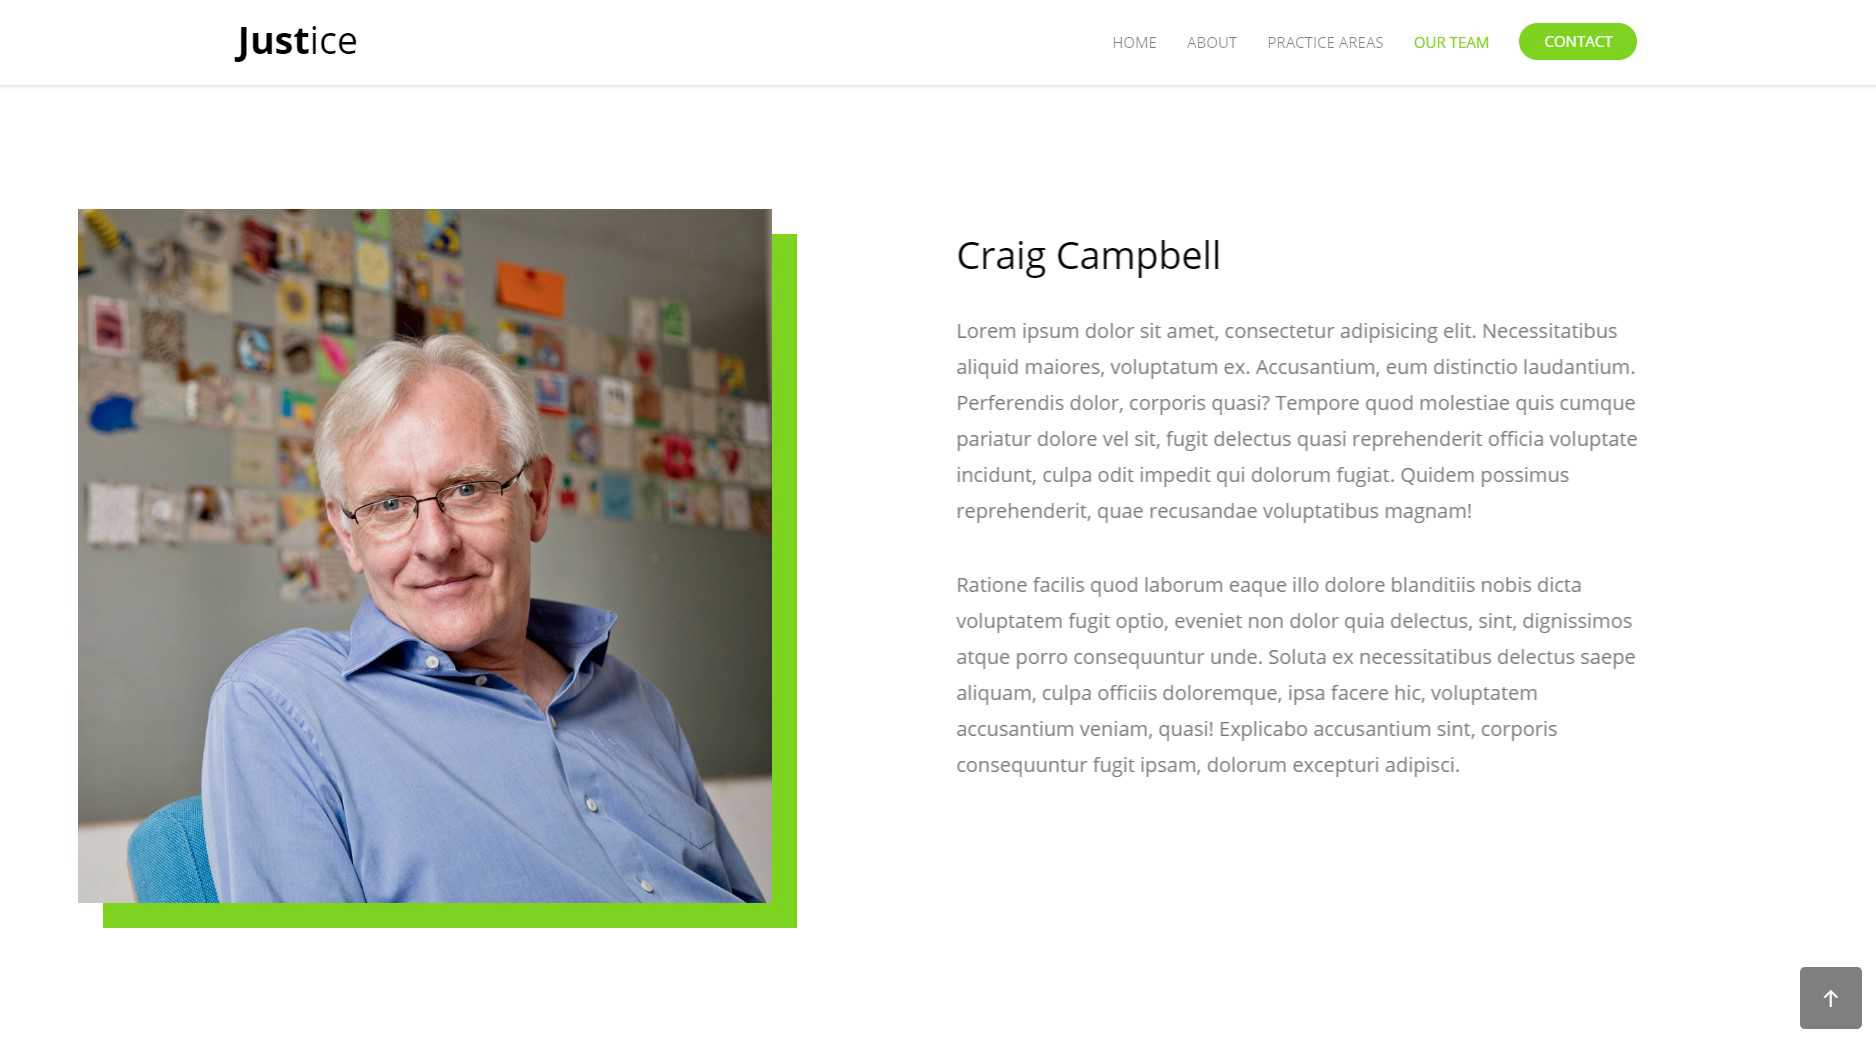 Justice
HOME ABOUT PRACTICE AREAS OUR TEAM CONTACT
Craig Campbell
Lorem ipsum dolor sit amet, consectetur adipisicing elit. Necessitatibus
aliquid maiores, voluptatum ex. Accusantium, eum distinctio laudantium.
Perferendis dolor, corporis quasi? Tempore quod molestiae quis cumque
pariatur dolore vel sit, fugit delectus quasi reprehenderit officia voluptate
incidunt, culpa odit impedit qui dolorum fugiat. Quidem possimus
reprehenderit, quae recusandae voluptatibus magnam!
Ratione facilis quod laborum eaque illo dolore blanditiis nobis dicta
voluptatem fugit optio, eveniet non dolor quia delectus, sint, dignissimos
atque porro consequuntur unde. Soluta ex necessitatibus delectus saepe
aliquam, culpa officiis doloremque, ipsa facere hic, voluptatem
accusantium veniam, quasi! Explicabo accusantium sint, corporis
consequuntur fugit ipsam, dolorum excepturi adipisci.